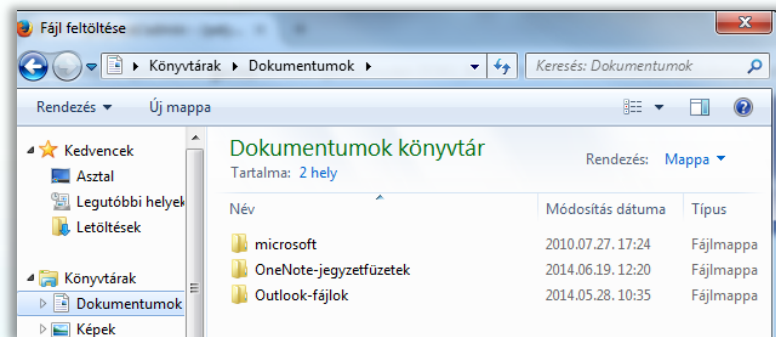 Fájl feltöltése
Könyvtárak Dokumentumok
Keresés: Dokumentumok
Rendezés Új mappa
Kedvencek
Asztal
Legutóbbi helyek
Letöltések
Könyvtárak
Dokumentumok
Képek
Dokumentumok könyvtár
Tartalma: 2 hely
Rendezés: Mappa
Név Módosítás dátuma Típus
microsoft 2010.07.27. 17:24 Fájlmappa
OneNote-jegyzetfüzetek 2014.06.19. 12:20 Fájlmappa
Outlook-fájlok 2014.05.28. 10:35 Fájlmappa